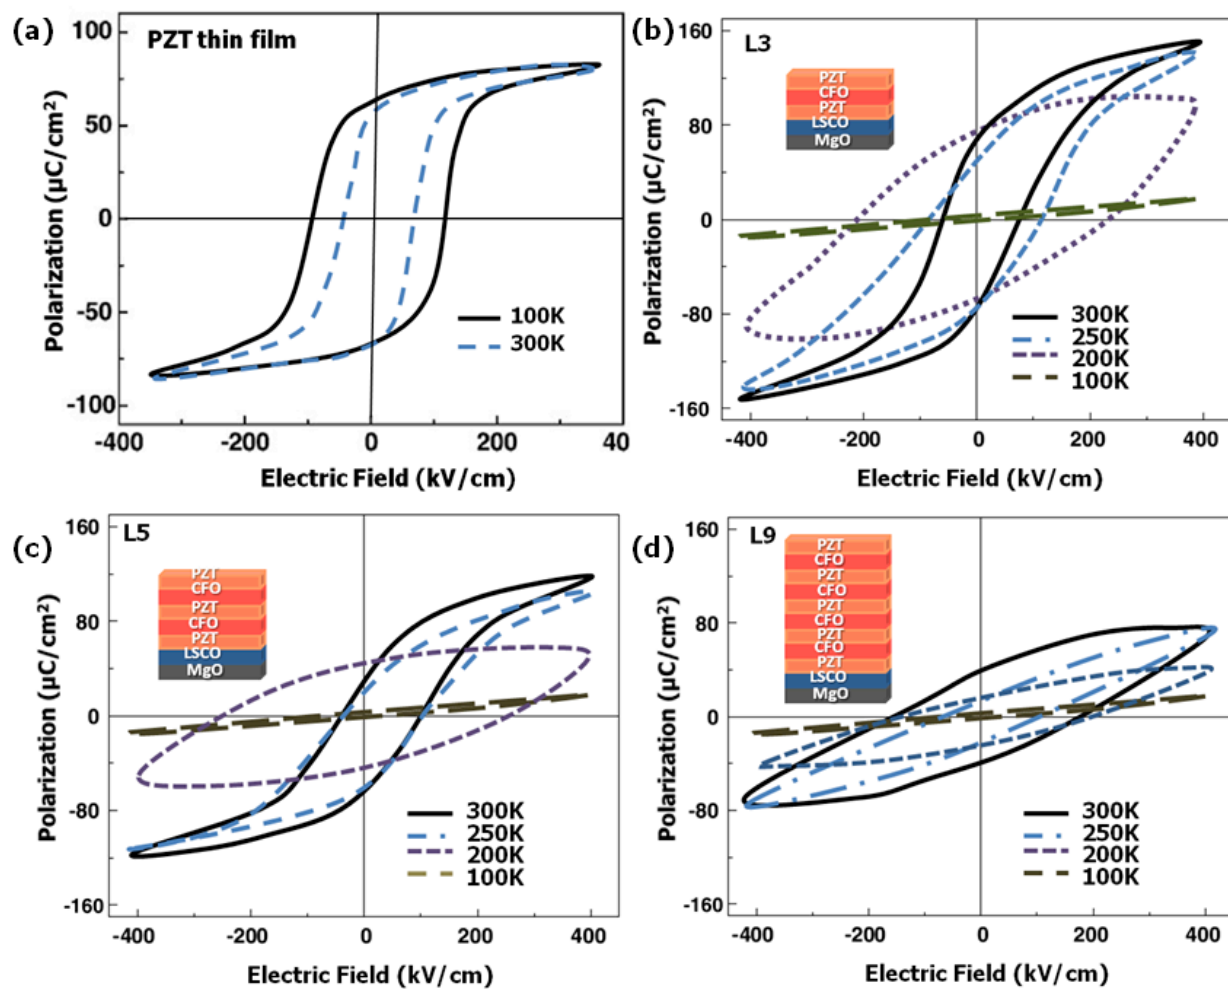 (a)
PZT thin film
100
50
0
-50
-100
Polarization (µC/cm²)
100K
300K
-400
-200
0
200
40
Electric Field (kV/cm)
(b)
L3
160
80
0
-80
-160
Polarization (µC/cm²)
PZT
CFO
PZT
LSCO
MgO
300K
250K
200K
100K
-400
-200
0
200
400
Electric Field (kV/cm)
(c)
L5
160
80
0
-80
-160
Polarization (µC/cm²)
PZT
CFO
PZT
CFO
PZT
LSCO
MgO
300K
250K
200K
100K
-400
-200
0
200
400
Electric Field (kV/cm)
(d)
L9
160
80
0
-80
-160
Polarization (µC/cm²)
PZT
CFO
PZT
CFO
PZT
CFO
PZT
CFO
PZT
LSCO
MgO
300K
250K
200K
100K
-400
-200
0
200
400
Electric Field (kV/cm)